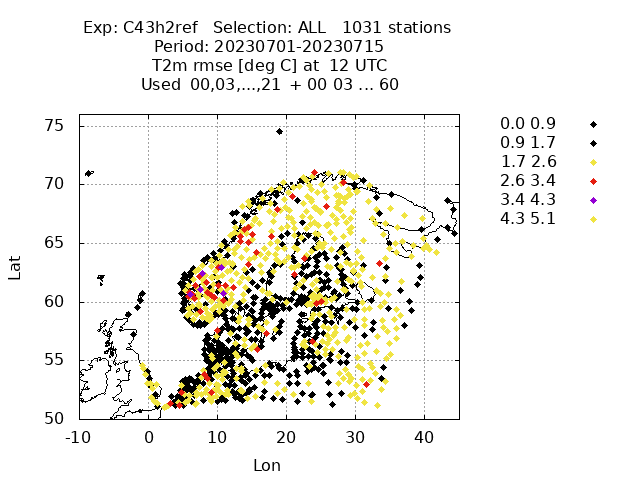 Exp: C43h2ref   Selection: ALL   1031 stations
Period: 20230701-20230715
T2m rmse [deg C] at  12 UTC
Used  00,03,...,21  + 00 03 ... 60
0.0 0.9
0.9 1.7
1.7 2.6
2.6 3.4
3.4 4.3
4.3 5.1
75
70
65
60
55
50
Lat
-10 0 10 20 30 40
Lon